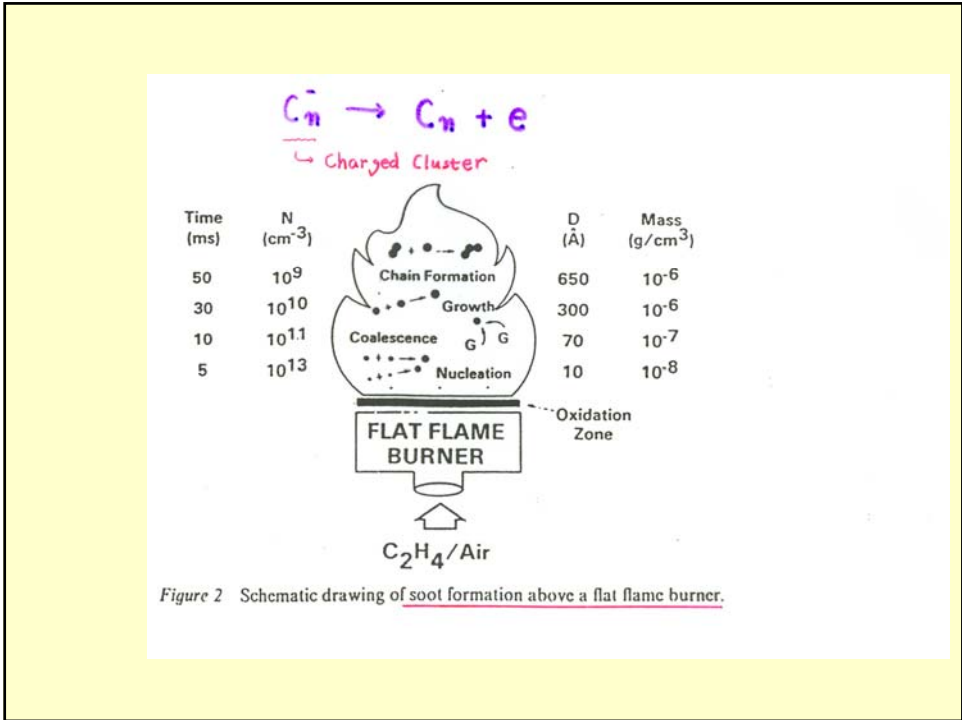 Cₙ⁻ → Cₙ + e
↳ Charged Cluster
Time N D Mass
(ms) (cm⁻³) (Å) (g/cm³)
50 10⁹ 650 10⁻⁶
30 10¹⁰ 300 10⁻⁶
10 10¹¹ 70 10⁻⁷
5 10¹³ 10 10⁻⁸
Chain Formation
Growth
Coalescence
G G
Nucleation
Oxidation
Zone
FLAT FLAME
BURNER
C₂H₄/Air
Figure 2 Schematic drawing of soot formation above a flat flame burner.